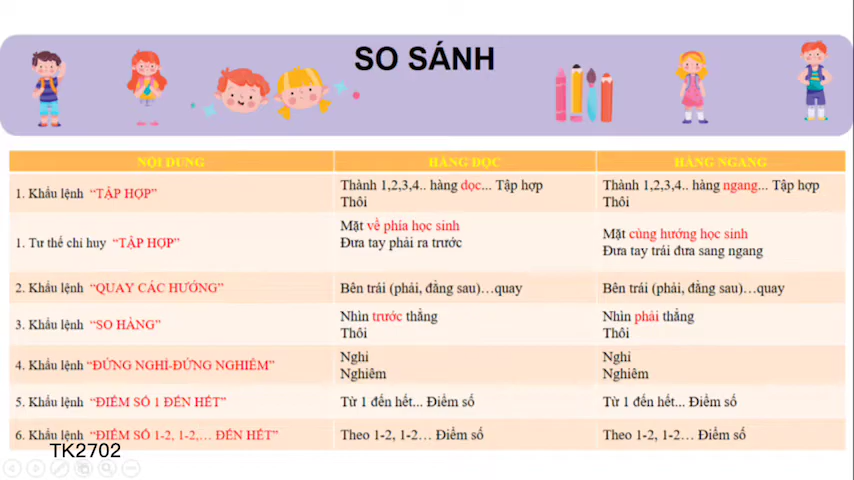 SO SÁNH
NỘI DUNG
HÀNG DỌC
HÀNG NGANG
1. Khẩu lệnh “TẬP HỢP”
Thành 1,2,3,4.. hàng dọc... Tập hợp
Thôi
Thành 1,2,3,4.. hàng ngang... Tập hợp
Thôi
1. Tư thế chỉ huy “TẬP HỢP”
Mặt về phía học sinh
Đưa tay phải ra trước
Mặt cùng hướng học sinh
Đưa tay trái đưa sang ngang
2. Khẩu lệnh “QUAY CÁC HƯỚNG”
Bên trái (phải, đằng sau)…quay
Bên trái (phải, đằng sau)…quay
3. Khẩu lệnh “SO HÀNG”
Nhìn trước thẳng
Thôi
Nhìn phải thẳng
Thôi
4. Khẩu lệnh “ĐỨNG NGHỈ-ĐỨNG NGHIÊM”
Nghỉ
Nghiêm
Nghỉ
Nghiêm
5. Khẩu lệnh “ĐIỂM SỐ 1 ĐẾN HẾT”
Từ 1 đến hết... Điểm số
Từ 1 đến hết... Điểm số
6. Khẩu lệnh “ĐIỂM SỐ 1-2, 1-2,… ĐẾN HẾT”
Theo 1-2, 1-2… Điểm số
Theo 1-2, 1-2… Điểm số
TK2702